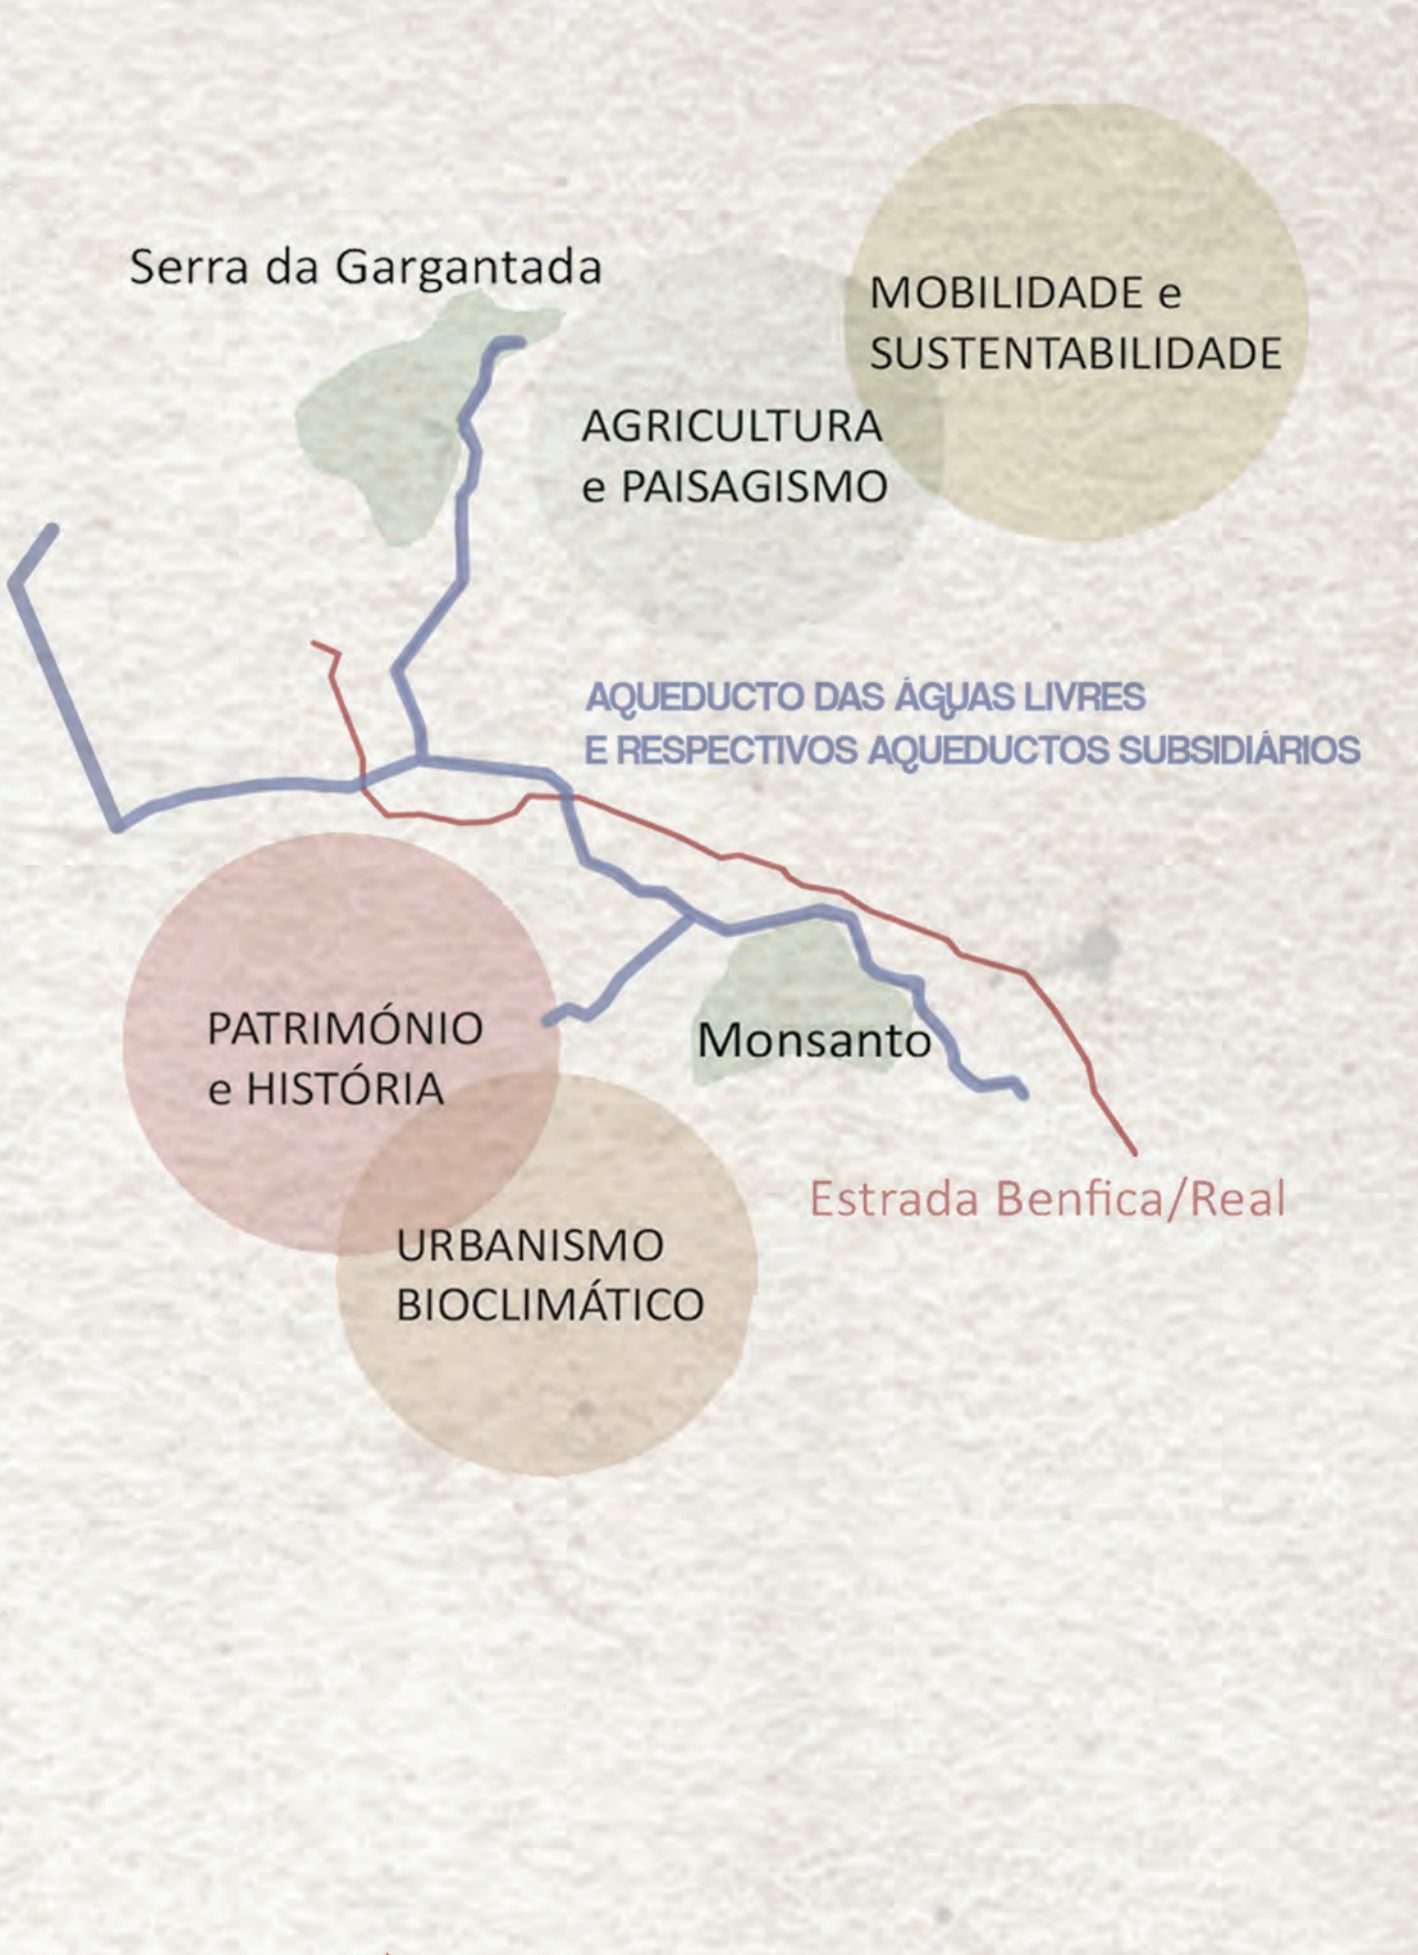 Serra da Gargantada
MOBILIDADE e
SUSTENTABILIDADE
AGRICULTURA
e PAISAGISMO
AQUEDUCTO DAS ÁGUAS LIVRES
E RESPECTIVOS AQUEDUCTOS SUBSIDIÁRIOS
PATRIMÓNIO
e HISTÓRIA
Monsanto
Estrada Benfica/Real
URBANISMO
BIOCLIMÁTICO